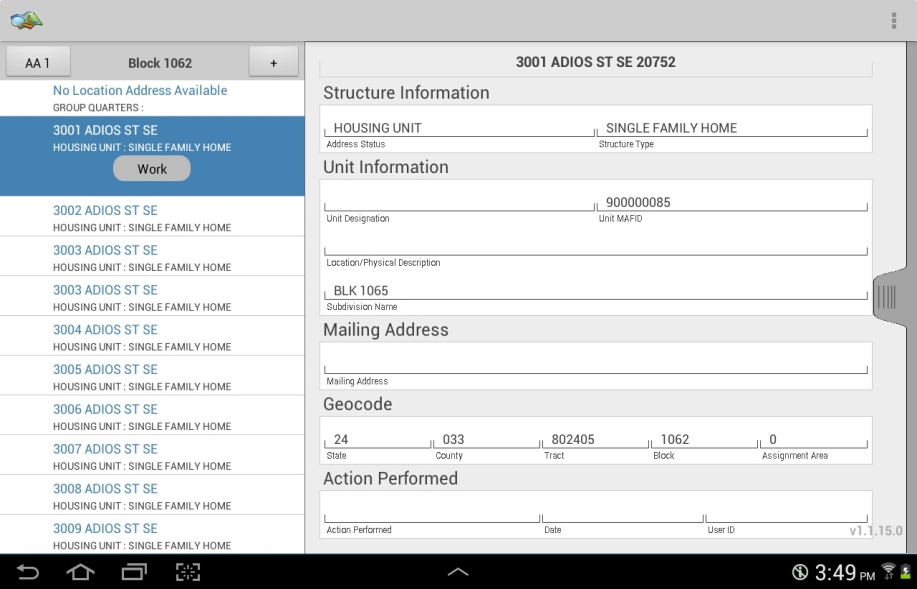 AA 1 Block 1062 +
No Location Address Available
GROUP QUARTERS :
3001 ADIOS ST SE
HOUSING UNIT : SINGLE FAMILY HOME
Work
3002 ADIOS ST SE
HOUSING UNIT : SINGLE FAMILY HOME
3003 ADIOS ST SE
HOUSING UNIT : SINGLE FAMILY HOME
3003 ADIOS ST SE
HOUSING UNIT : SINGLE FAMILY HOME
3004 ADIOS ST SE
HOUSING UNIT : SINGLE FAMILY HOME
3005 ADIOS ST SE
HOUSING UNIT : SINGLE FAMILY HOME
3006 ADIOS ST SE
HOUSING UNIT : SINGLE FAMILY HOME
3007 ADIOS ST SE
HOUSING UNIT : SINGLE FAMILY HOME
3008 ADIOS ST SE
HOUSING UNIT : SINGLE FAMILY HOME
3009 ADIOS ST SE
HOUSING UNIT : SINGLE FAMILY HOME
3001 ADIOS ST SE 20752
Structure Information
HOUSING UNIT SINGLE FAMILY HOME
Address Status Structure Type
Unit Information
900000085
Unit Designation Unit MAFID
Location/Physical Description
BLK 1065
Subdivision Name
Mailing Address
Mailing Address
Geocode
24 033 802405 1062 0
State County Tract Block Assignment Area
Action Performed
Action Performed Date User ID
v1.1.15.0
3:49 PM